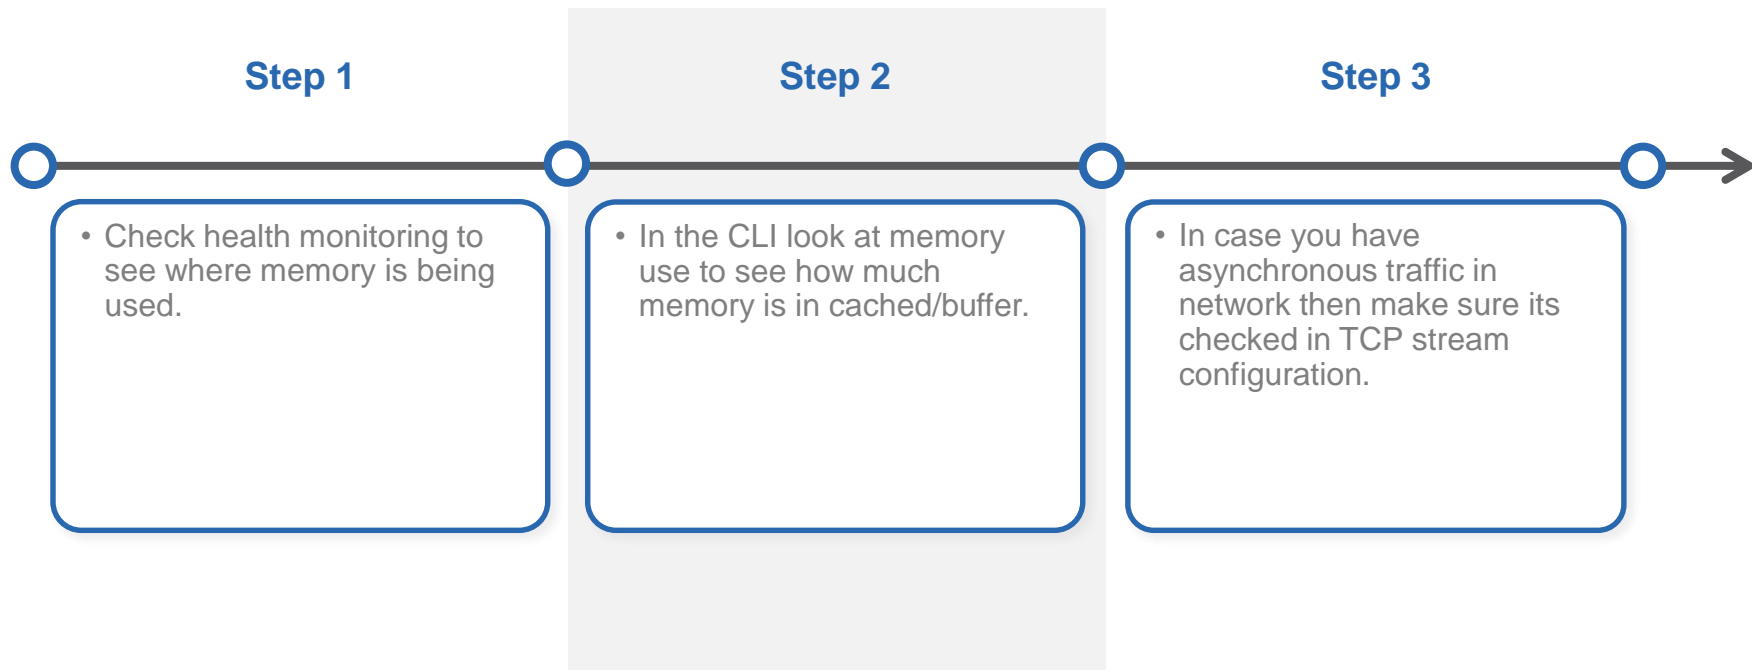 Step 1
Step 2
Step 3
• Check health monitoring to
see where memory is being
used.
• In the CLI look at memory
use to see how much
memory is in cached/buffer.
• In case you have
asynchronous traffic in
network then make sure its
checked in TCP stream
configuration.